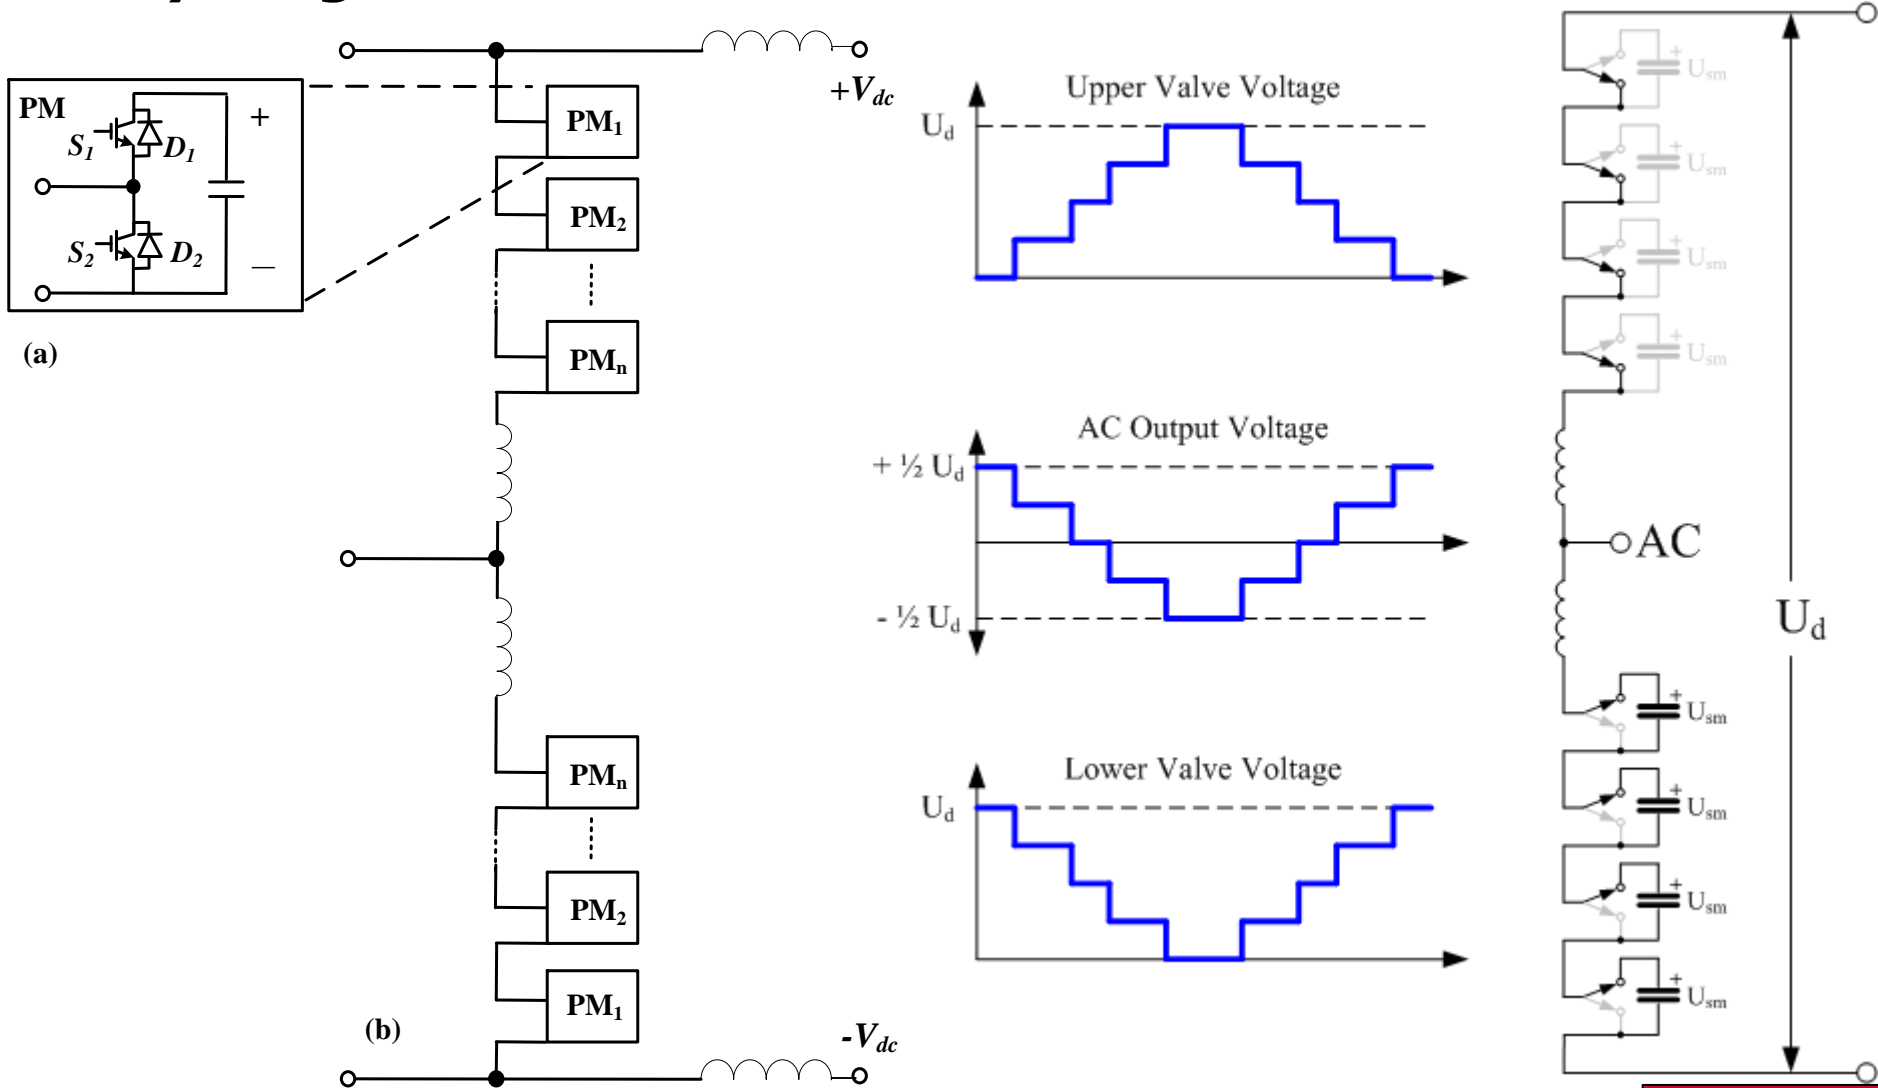 PM
+
S1
D1
S2
D2
—
(a)
PM1
PM2
PMn
PMn
PM2
PM1
(b)
+Vdc
-Vdc
Upper Valve Voltage
Ud
AC Output Voltage
+ ½ Ud
- ½ Ud
Lower Valve Voltage
Ud
+
Usm
+
Usm
+
Usm
+
Usm
AC
Ud
+
Usm
+
Usm
+
Usm
+
Usm